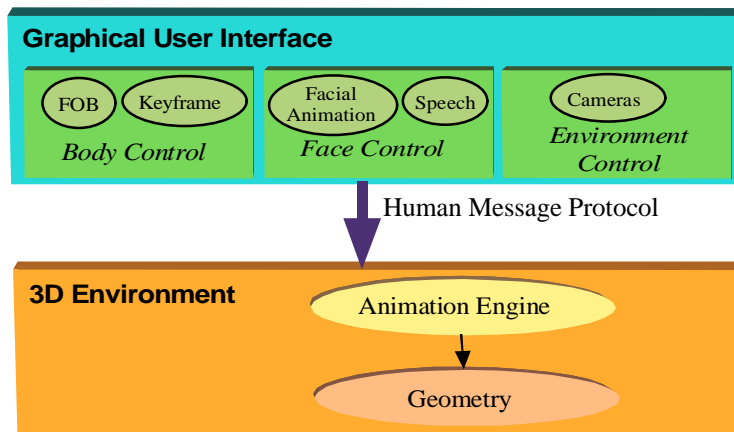 Graphical User Interface
FOB
Keyframe
Body Control
Facial
Animation
Speech
Face Control
Cameras
Environment
Control
Human Message Protocol
3D Environment
Animation Engine
Geometry